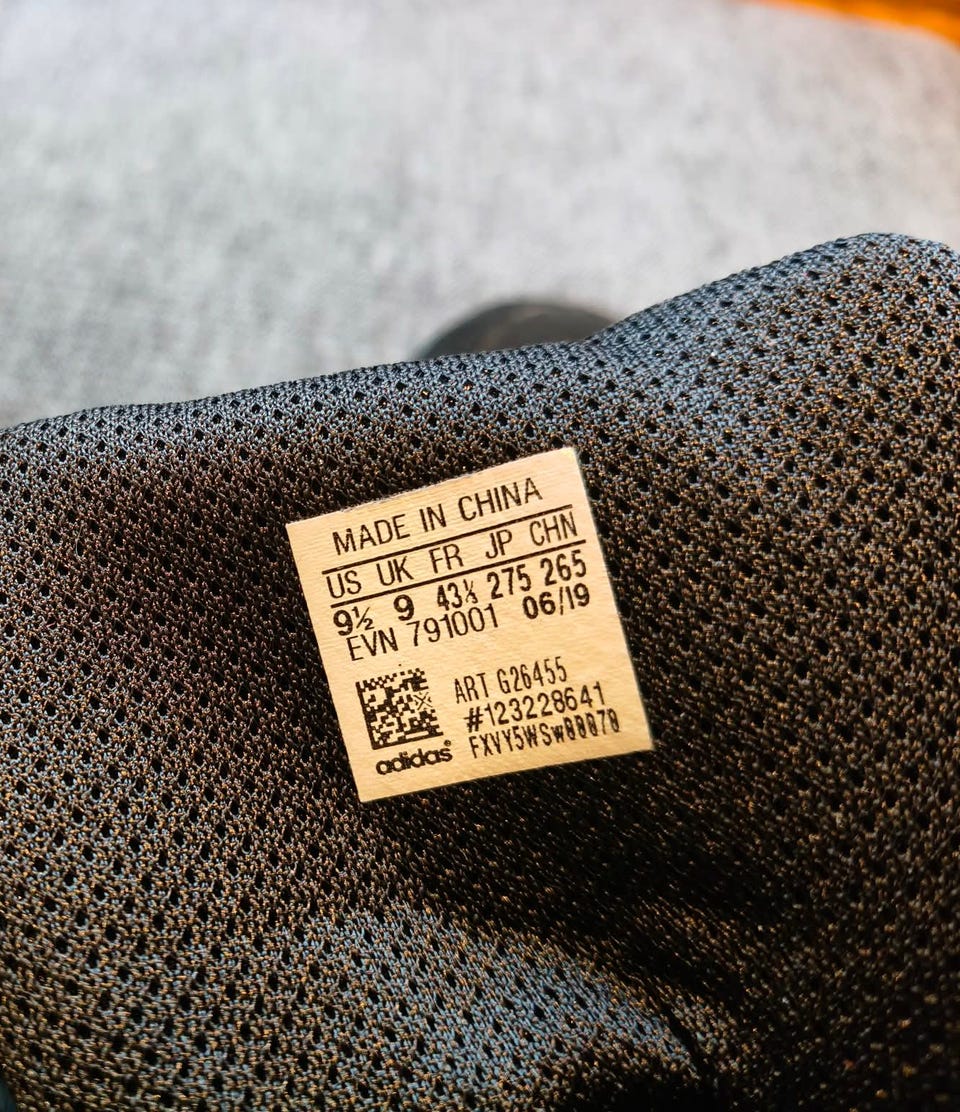 MADE IN CHINA
US UK FR JP CHN
9½ 9 43⅓ 275 265
EVN 791001 06/19
ART G26455
#123228641
FXVY5WSw00070
adidas®